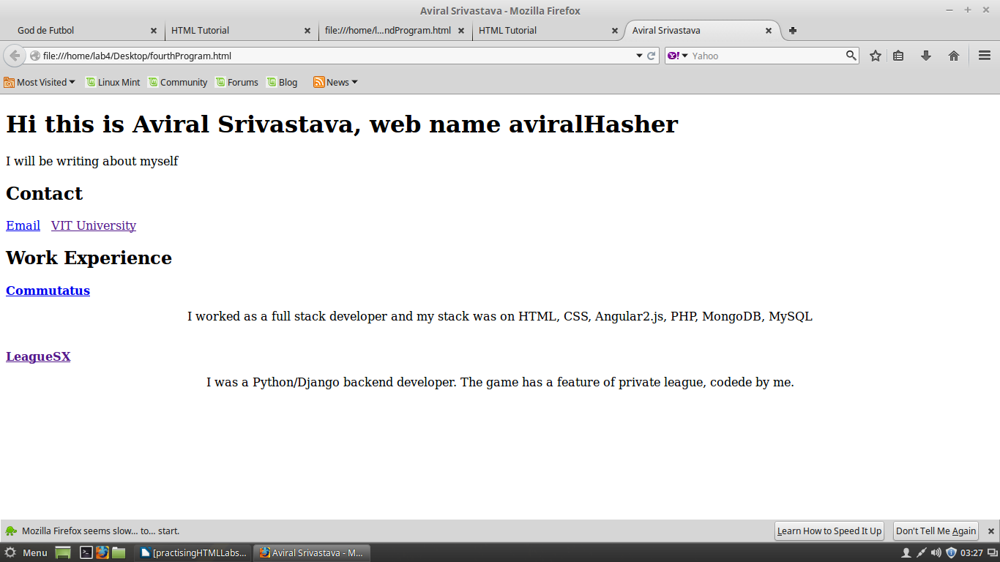 Aviral Srivastava - Mozilla Firefox
God de Futbol
HTML Tutorial
file:///home/l...ndProgram.html
HTML Tutorial
Aviral Srivastava
file:///home/lab4/Desktop/fourthProgram.html
Y!
Yahoo
Most Visited
Linux Mint
Community
Forums
Blog
News
Hi this is Aviral Srivastava, web name aviralHasher
I will be writing about myself
Contact
Email VIT University
Work Experience
Commutatus
I worked as a full stack developer and my stack was on HTML, CSS, Angular2.js, PHP, MongoDB, MySQL
LeagueSX
I was a Python/Django backend developer. The game has a feature of private league, codede by me.
Mozilla Firefox seems slow... to... start.
Learn How to Speed It Up
Don't Tell Me Again
Menu
[practisingHTMLLabs...
Aviral Srivastava - M...
03:27